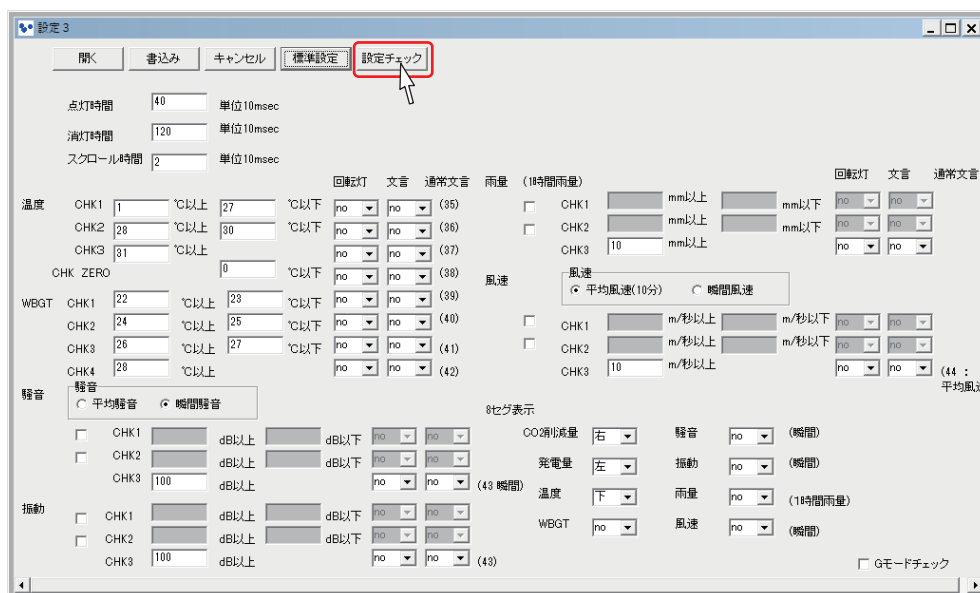 設定3
開く 書込み キャンセル 標準設定 設定チェック
点灯時間 40 単位10msec
消灯時間 120 単位10msec
スクロール時間 2 単位10msec
回転灯 文言 通常文言
温度 CHK1 1 ℃以上 27 ℃以下 no no (35)
CHK2 28 ℃以上 30 ℃以下 no no (36)
CHK3 31 ℃以上 no no (37)
CHK ZERO 0 ℃以下 no no (38)
WBGT CHK1 22 ℃以上 23 ℃以下 no no (39)
CHK2 24 ℃以上 25 ℃以下 no no (40)
CHK3 26 ℃以上 27 ℃以下 no no (41)
CHK4 28 ℃以上 no no (42)
騒音 騒音
平均騒音 瞬間騒音
CHK1 dB以上 dB以下 no no
CHK2 dB以上 dB以下 no no
CHK3 100 dB以上 no no (43 瞬間)
振動 CHK1 dB以上 dB以下 no no
CHK2 dB以上 dB以下 no no
CHK3 100 dB以上 no no (43)
回転灯 文言 通常文言
雨量 (1時間雨量)
CHK1 mm以上 mm以下 no no
CHK2 mm以上 mm以下 no no
CHK3 10 mm以上 no no
風速 風速
平均風速(10分) 瞬間風速
CHK1 m/秒以上 m/秒以下 no no
CHK2 m/秒以上 m/秒以下 no no
CHK3 10 m/秒以上 no no (44 :
平均風
8セグ表示
CO2削減量 右 騒音 no (瞬間)
発電量 左 振動 no (瞬間)
温度 下 雨量 no (1時間雨量)
WBGT no 風速 no (瞬間)
Gモードチェック